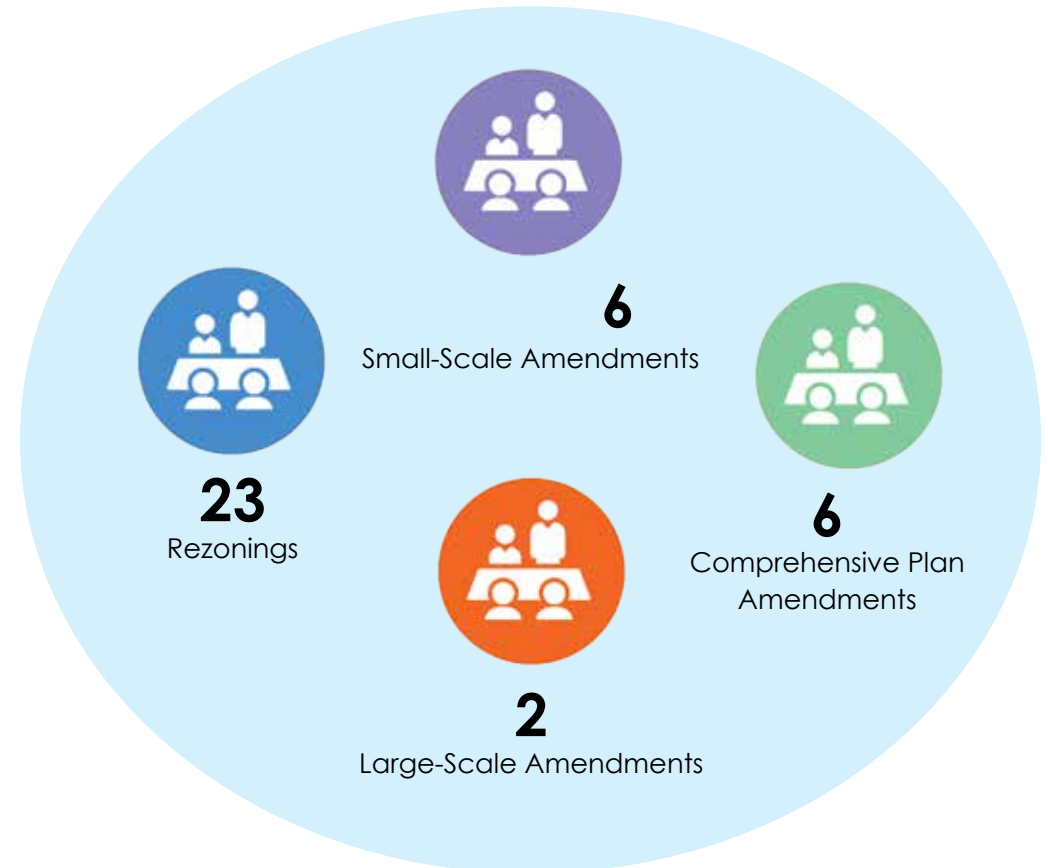 6
Small-Scale Amendments
23
Rezonings
6
Comprehensive Plan
Amendments
2
Large-Scale Amendments